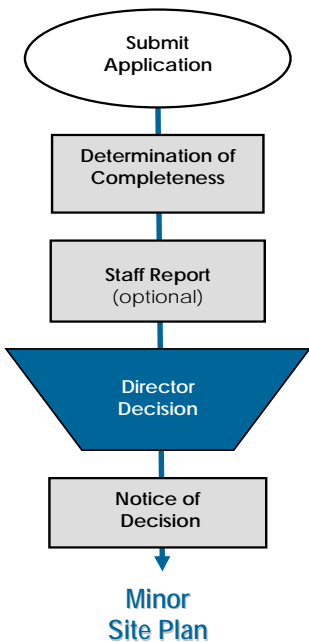 Submit
Application
Determination of
Completeness
Staff Report
(optional)
Director
Decision
Notice of
Decision
Minor
Site Plan